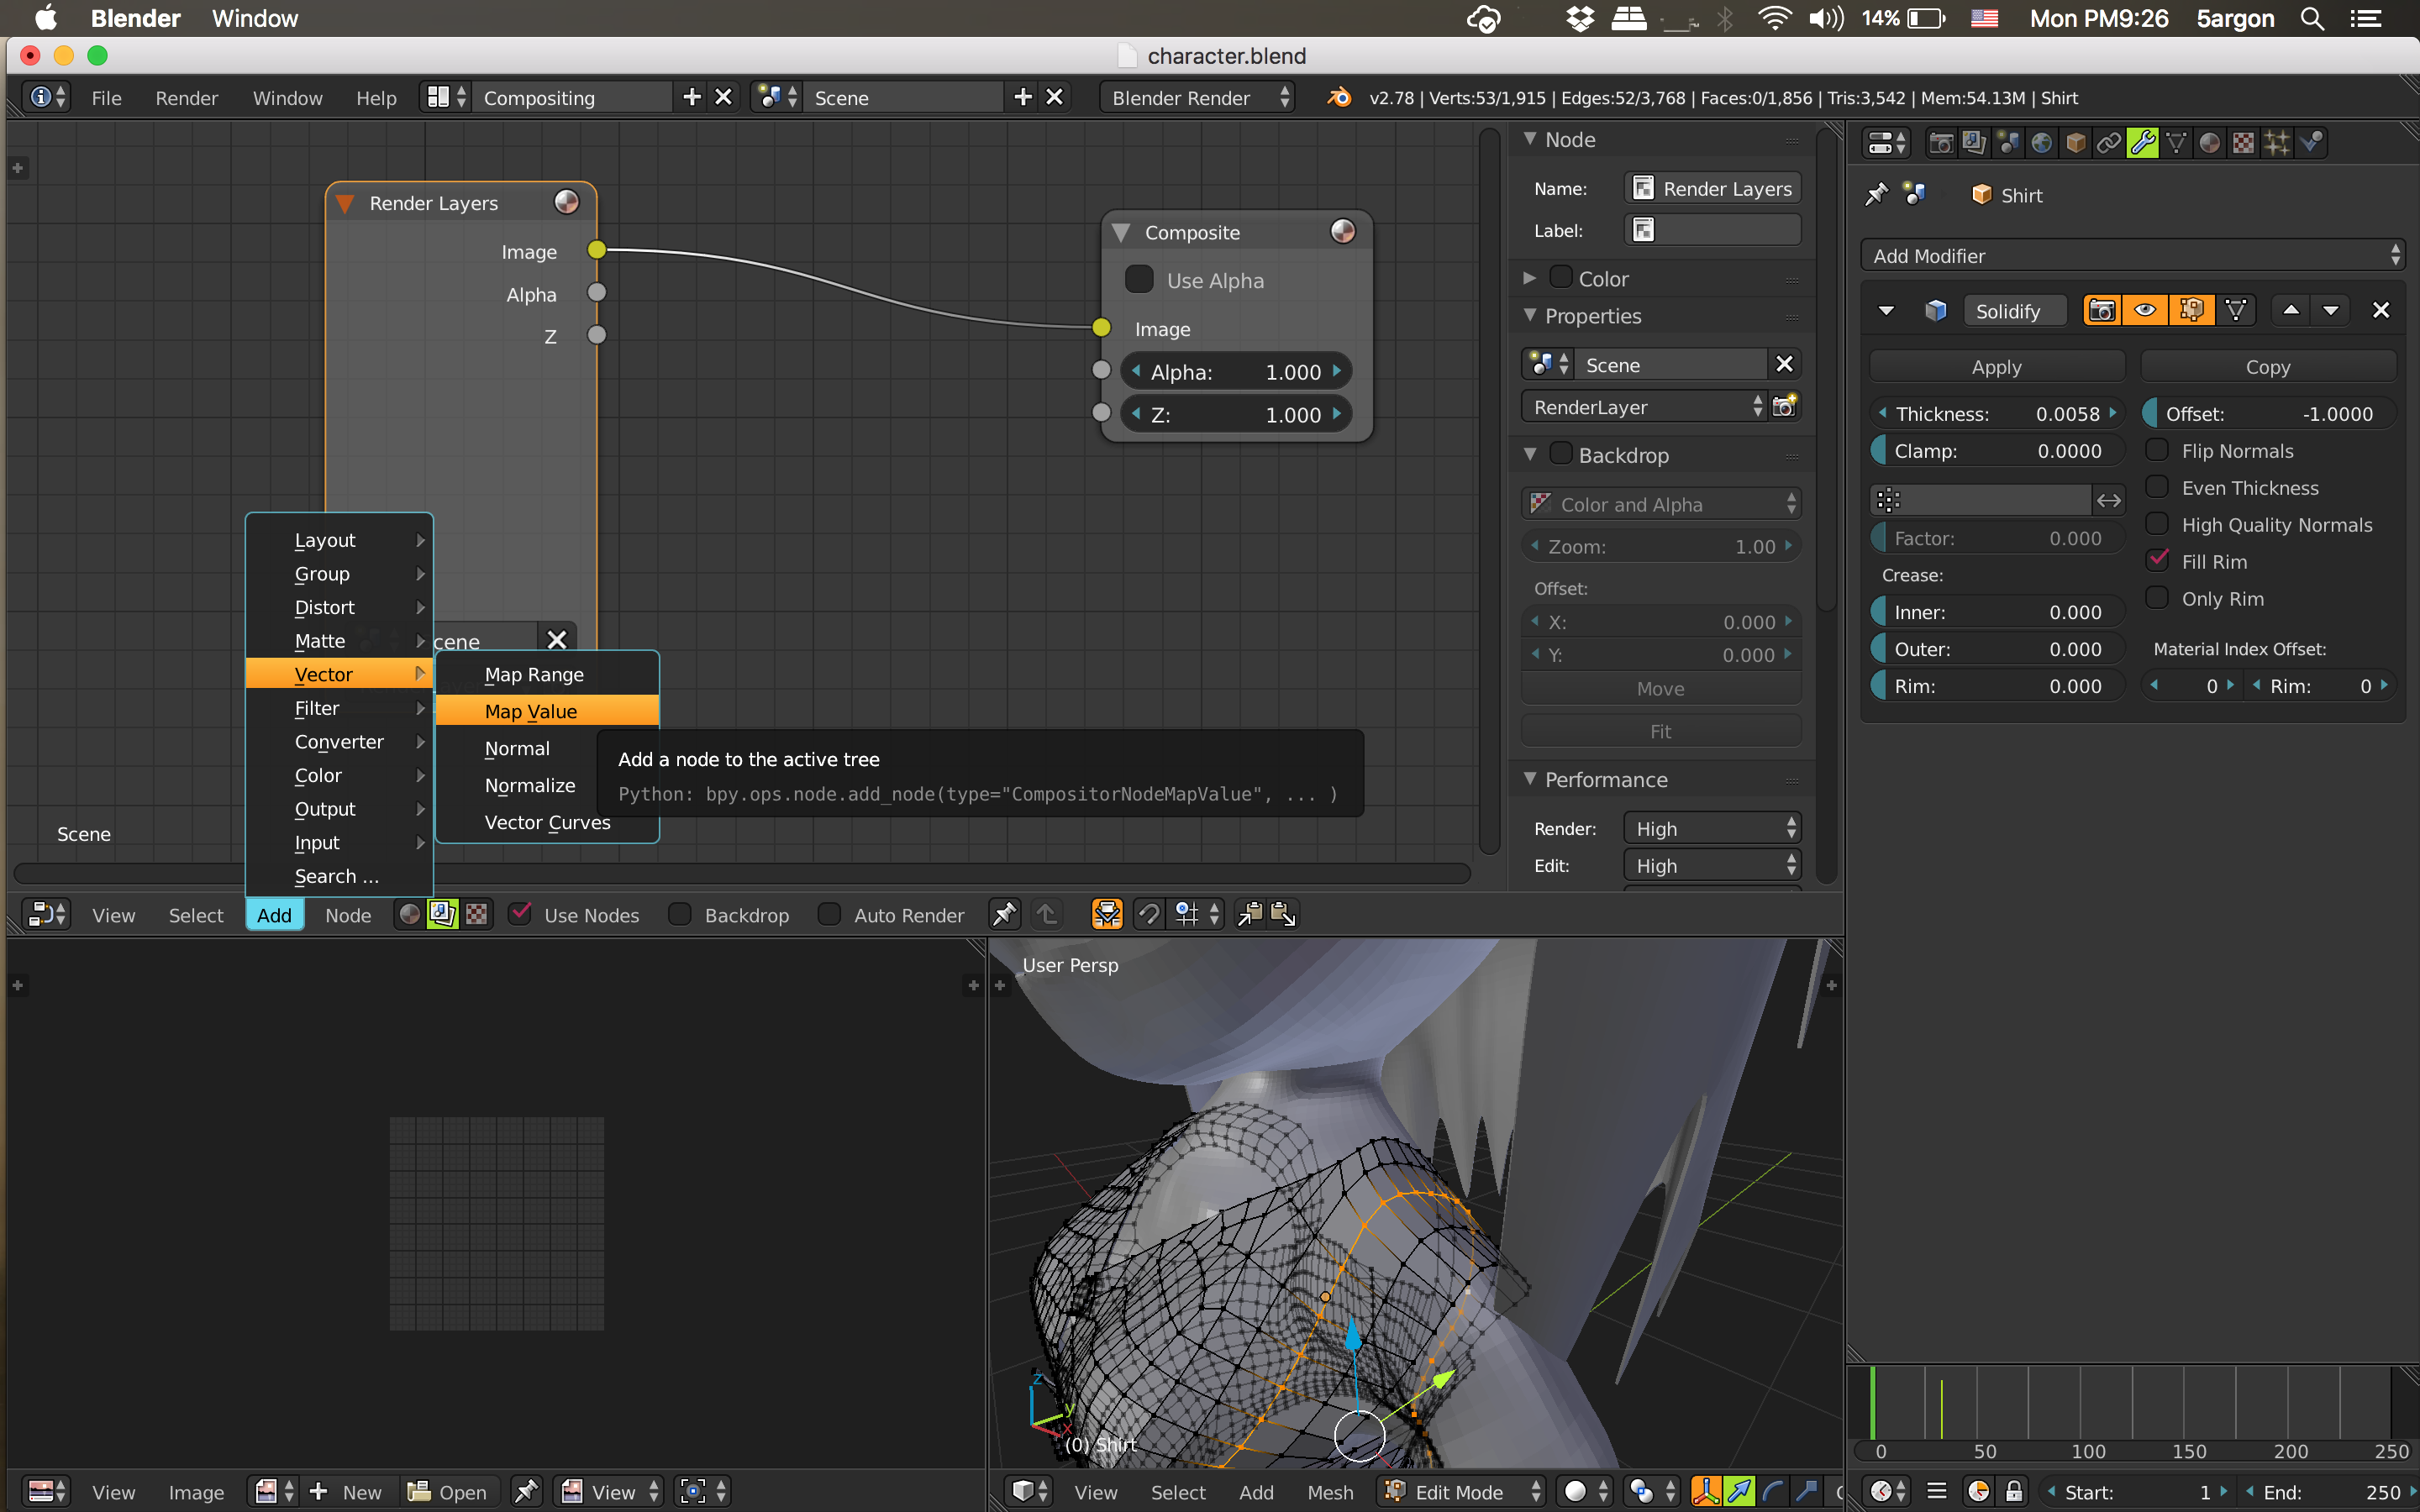 Blender Window 14% Mon PM9:26 5argon
character.blend
File Render Window Help Compositing Scene Blender Render v2.78 | Verts:53/1,915 | Edges:52/3,768 | Faces:0/1,856 | Tris:3,542 | Mem:54.13M | Shirt
Render Layers
Image
Alpha
Z
cene
Composite
Use Alpha
Image
Alpha: 1.000
Z: 1.000
Layout
Group
Distort
Matte
Vector
Filter
Converter
Color
Output
Input
Search ...
Map Range
Map Value
Normal
Normalize
Vector Curves
Add a node to the active tree
Python: bpy.ops.node.add_node(type="CompositorNodeMapValue", ... )
Scene
View Select Add Node Use Nodes Backdrop Auto Render
Node
Name: Render Layers
Label:
Color
Properties
Scene
RenderLayer
Backdrop
Color and Alpha
Zoom: 1.00
Offset:
X: 0.000
Y: 0.000
Move
Fit
Performance
Render: High
Edit: High
Shirt
Add Modifier
Solidify
Apply Copy
Thickness: 0.0058 Offset: -1.0000
Clamp: 0.0000 Flip Normals
Even Thickness
High Quality Normals
Factor: 0.000
Fill Rim
Crease:
Only Rim
Inner: 0.000
Outer: 0.000 Material Index Offset:
Rim: 0.000 0 Rim: 0
User Persp
z
y
x
(0) Shirt
View Image New Open View
View Select Add Mesh Edit Mode
0 50 100 150 200 250
Start: 1 End: 250